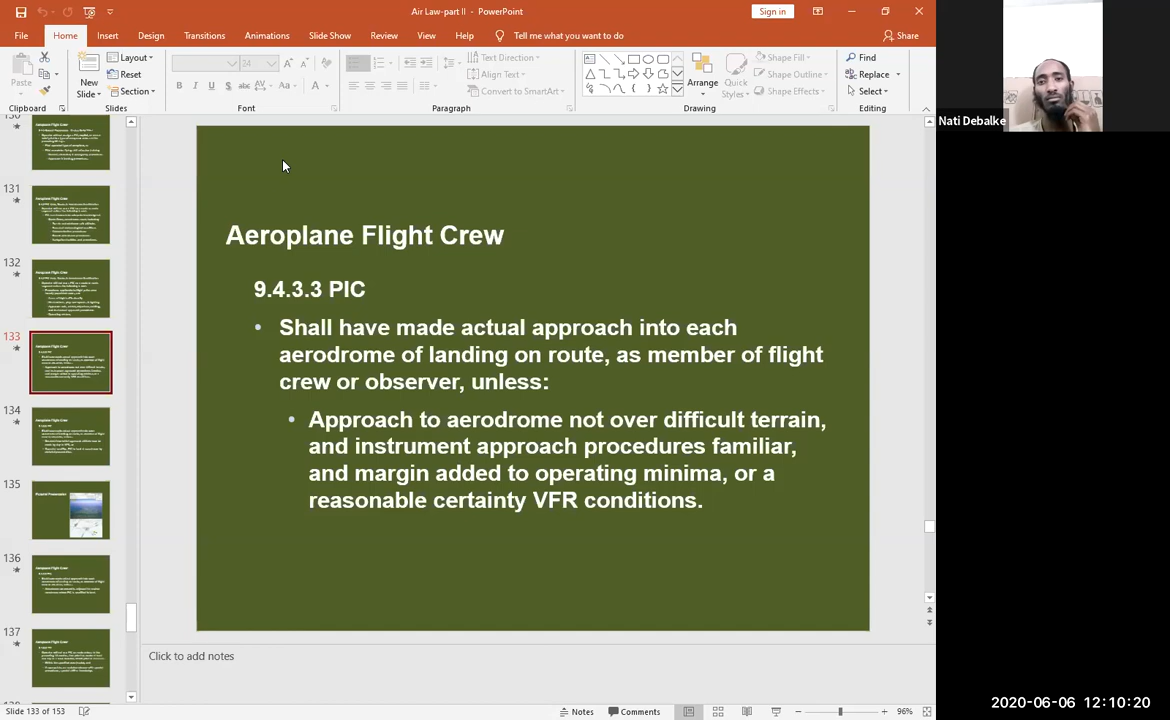 Air Law-part II - PowerPoint
Sign in
File Home Insert Design Transitions Animations Slide Show Review View Help Tell me what you want to do Share
Paste
New Slide
Layout
Reset
Section
24
B I U S abc AV Aa A
Text Direction
Align Text
Convert to SmartArt
Arrange
Quick Styles
Shape Fill
Shape Outline
Shape Effects
Find
Replace
Select
Clipboard Slides Font Paragraph Drawing Editing
Nati Debalke
130
131
132
133
134
135
136
137
Aeroplane Flight Crew
9.4.3.3 PIC
• Shall have made actual approach into each
aerodrome of landing on route, as member of flight
crew or observer, unless:
• Approach to aerodrome not over difficult terrain,
and instrument approach procedures familiar,
and margin added to operating minima, or a
reasonable certainty VFR conditions.
Click to add notes
Slide 133 of 153
Notes
Comments
96%
2020-06-06 12:10:20